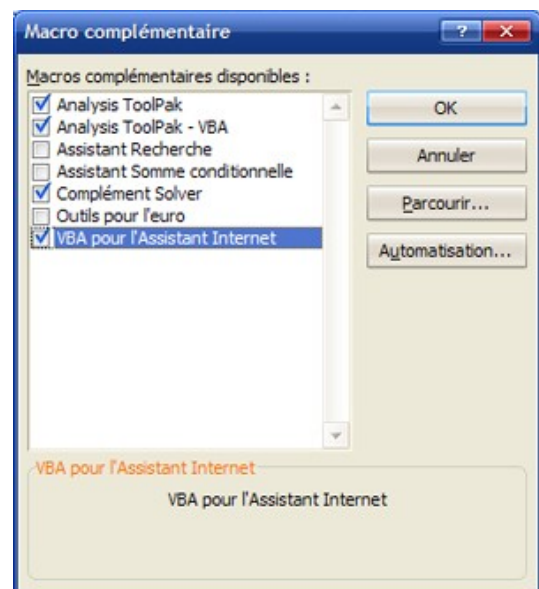 Macro complémentaire
Macros complémentaires disponibles :
Analysis ToolPak
Analysis ToolPak - VBA
Assistant Recherche
Assistant Somme conditionnelle
Complément Solver
Outils pour l'euro
VBA pour l'Assistant Internet
OK
Annuler
Parcourir...
Automatisation...
VBA pour l'Assistant Internet
VBA pour l'Assistant Internet